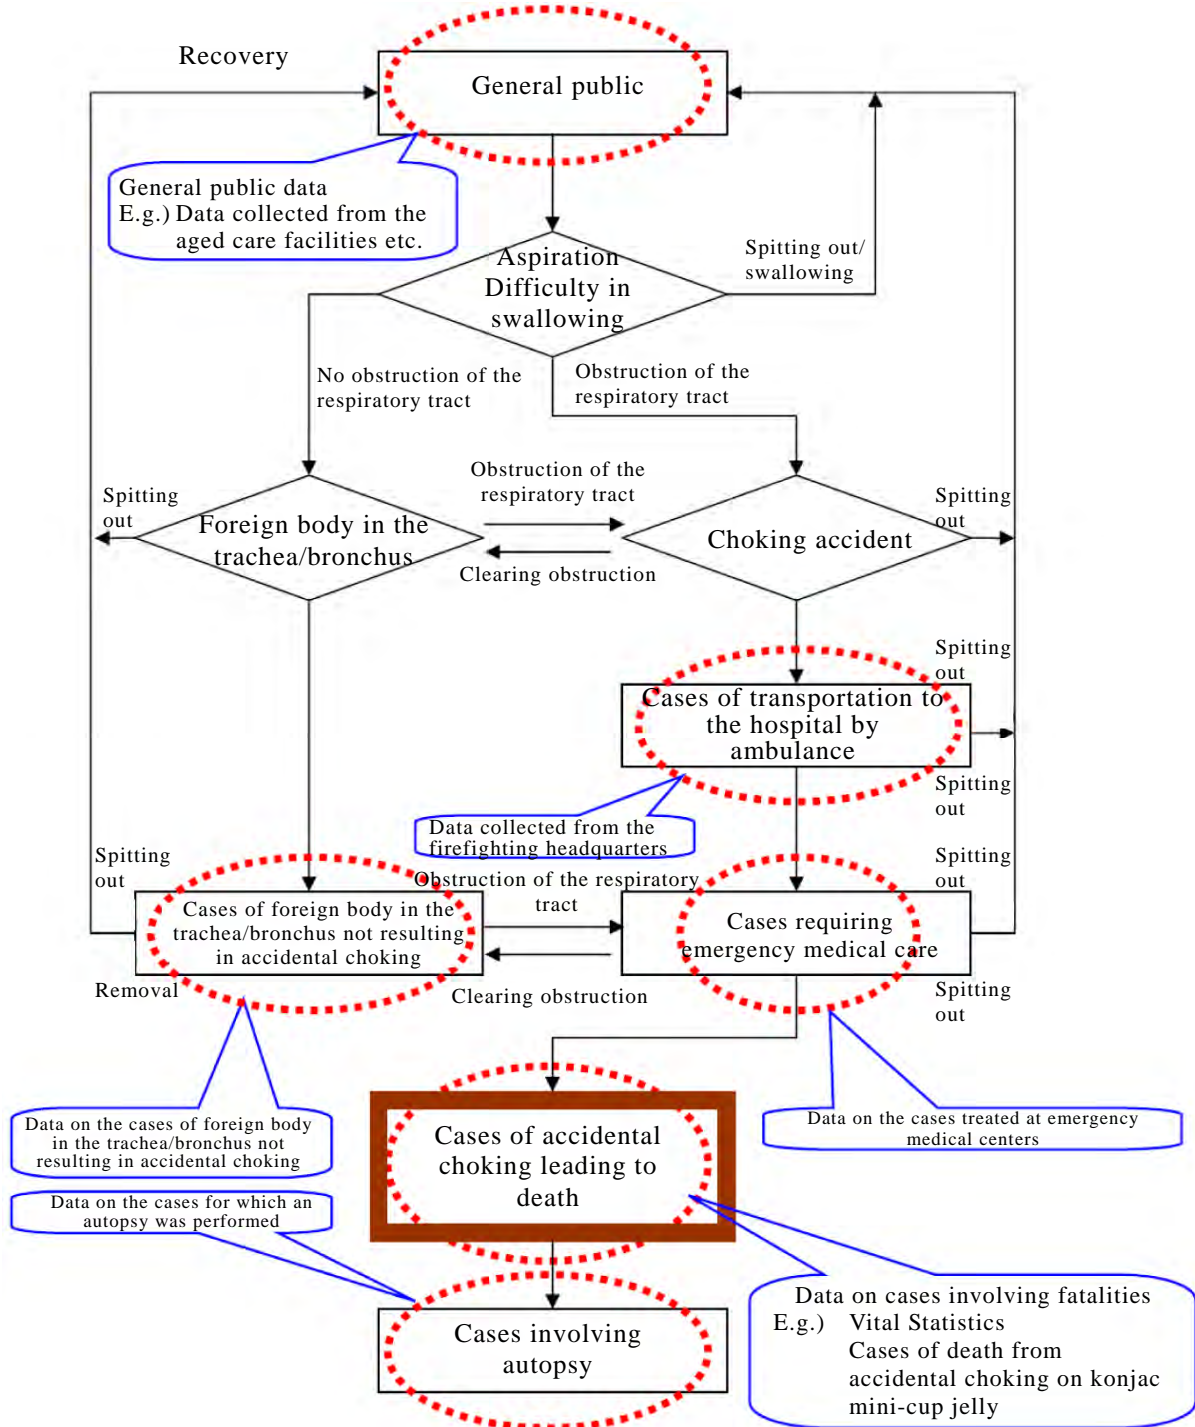 Recovery
General public
General public data
E.g.) Data collected from the
aged care facilities etc.
Aspiration
Difficulty in
swallowing
Spitting out/
swallowing
No obstruction of the
respiratory tract
Obstruction of the
respiratory tract
Spitting
out
Foreign body in the
trachea/bronchus
Obstruction of the
respiratory tract
Clearing obstruction
Choking accident
Spitting
out
Spitting
out
Cases of transportation to
the hospital by
ambulance
Spitting
out
Data collected from the
firefighting headquarters
Spitting
out
Cases of foreign body in the
trachea/bronchus not resulting
in accidental choking
Removal
Obstruction of the respiratory
tract
Clearing obstruction
Cases requiring
emergency medical care
Spitting
out
Spitting
out
Data on the cases of foreign body
in the trachea/bronchus not
resulting in accidental choking
Data on the cases treated at emergency
medical centers
Cases of accidental
choking leading to
death
Data on the cases for which an
autopsy was performed
Cases involving
autopsy
Data on cases involving fatalities
E.g.) Vital Statistics
Cases of death from
accidental choking on konjac
mini-cup jelly